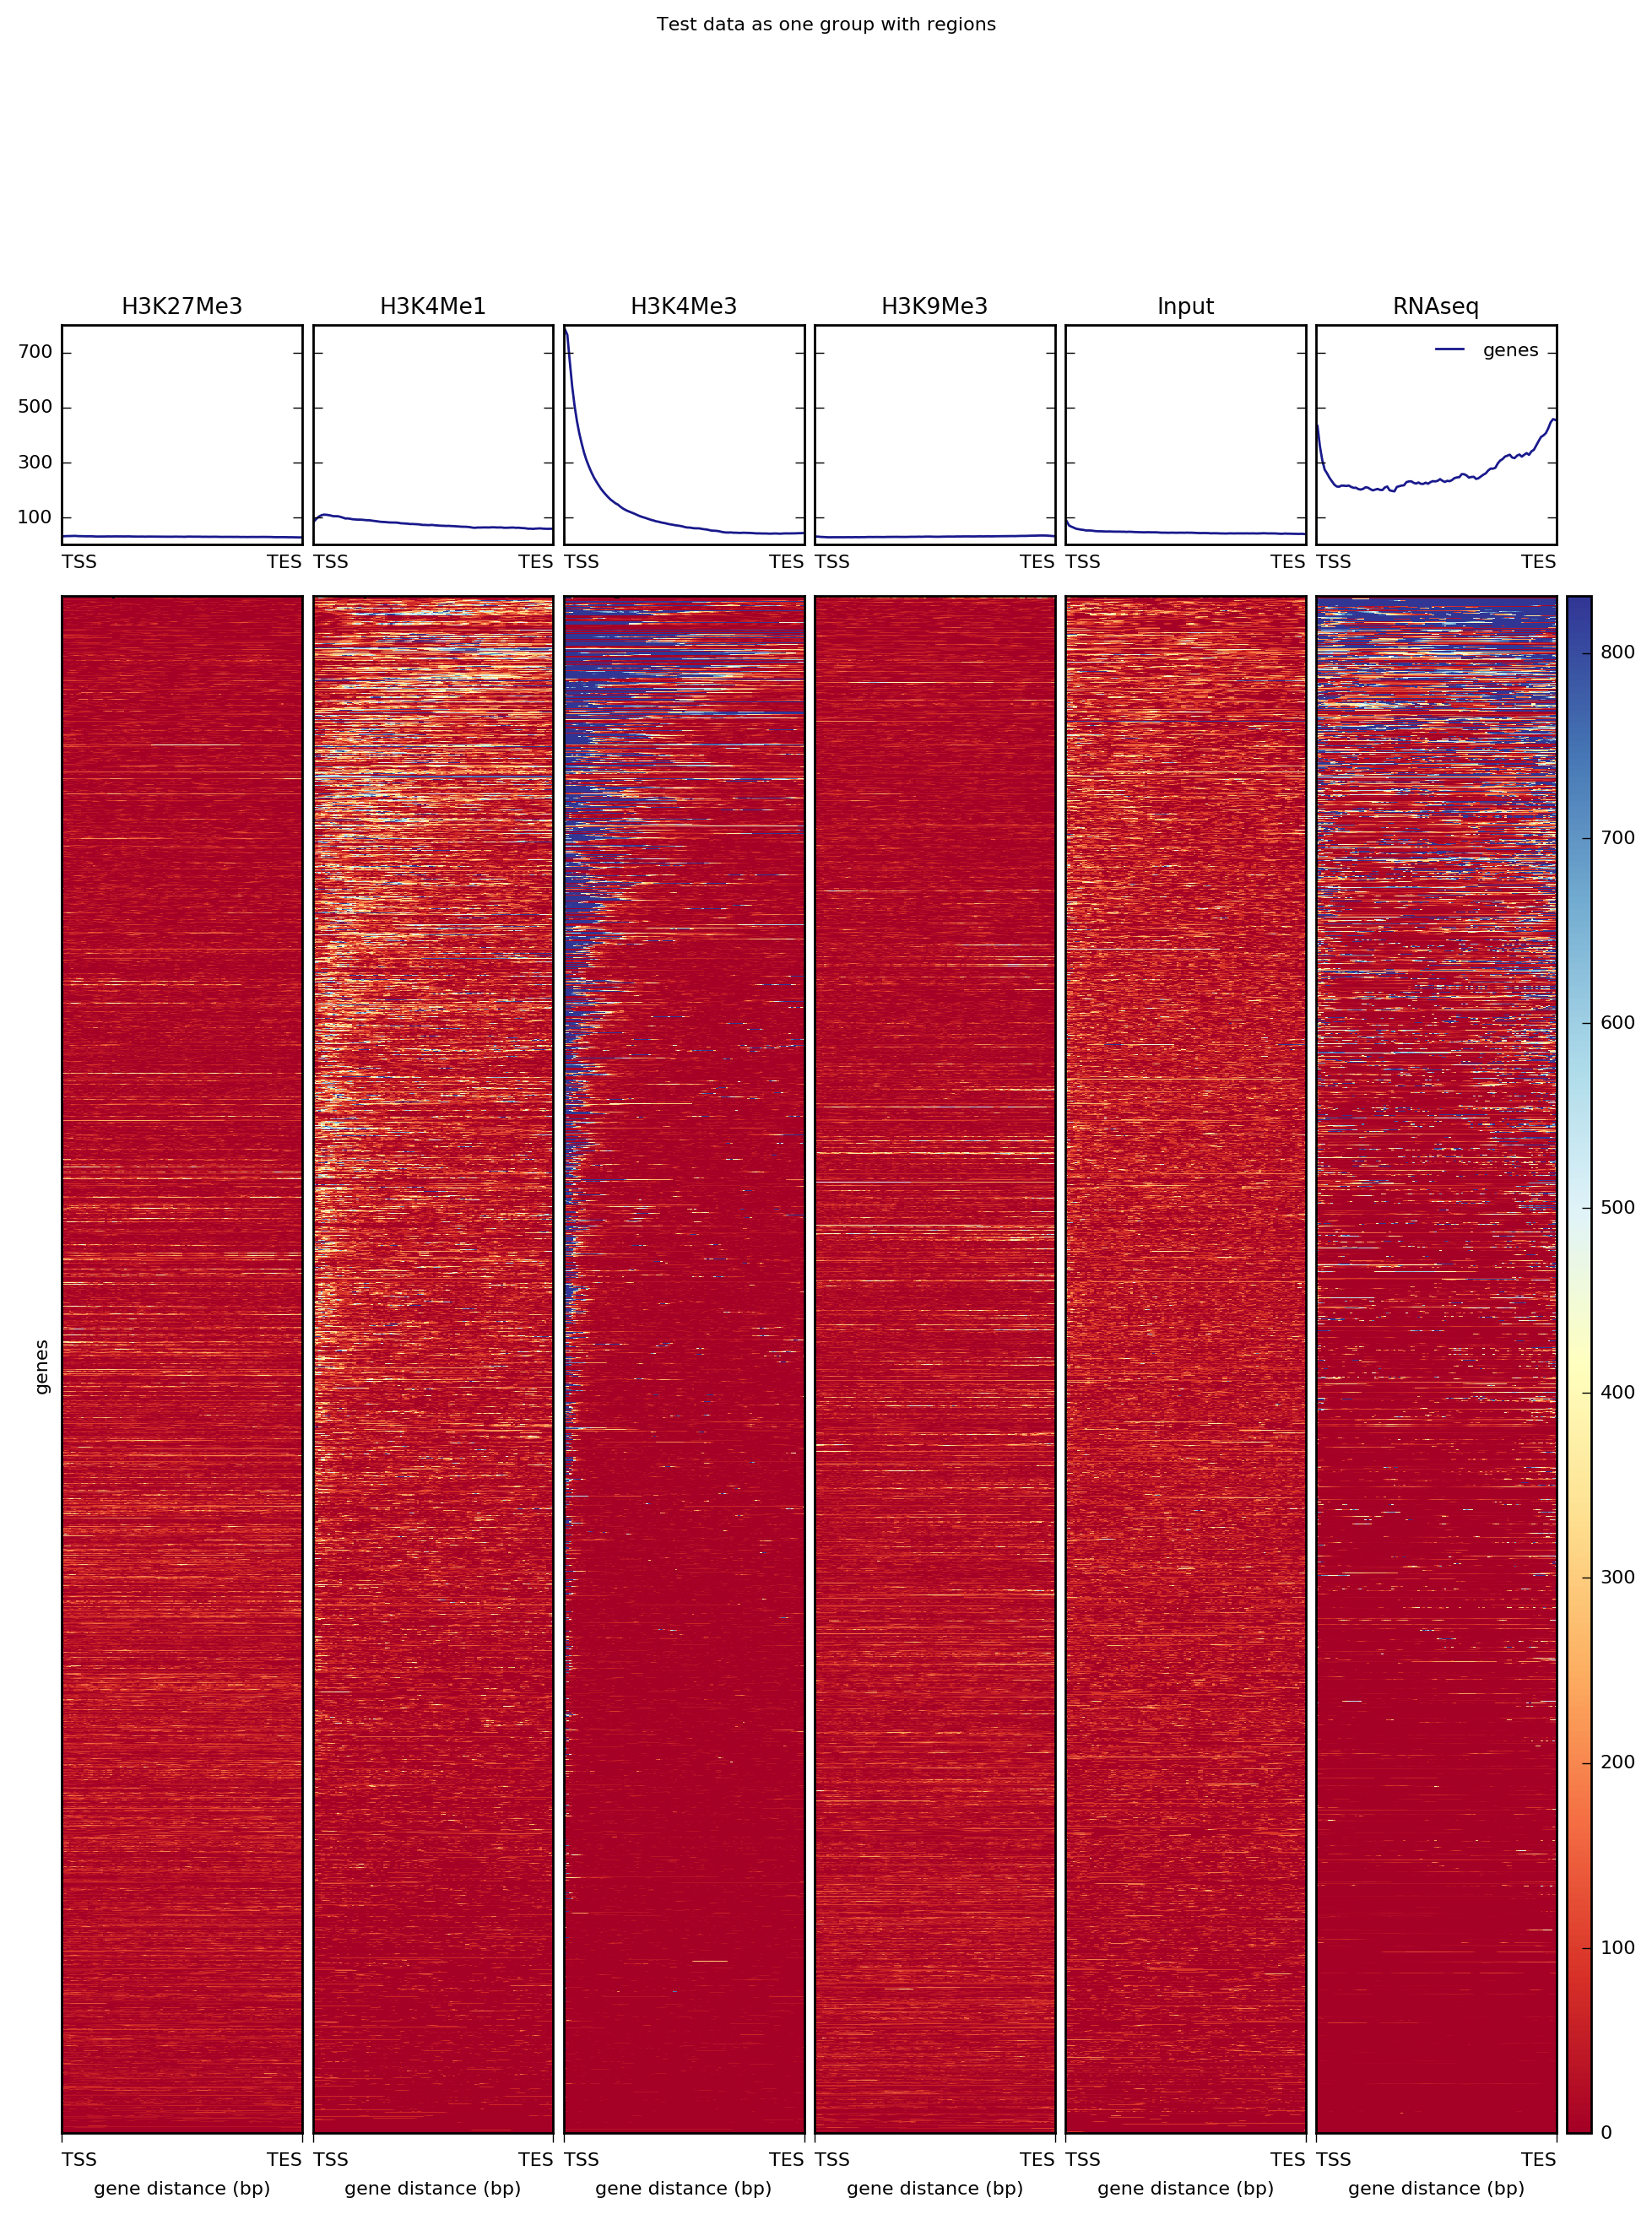 Test data as one group with regions
H3K27Me3 H3K4Me1 H3K4Me3 H3K9Me3 Input RNAseq
700
500
300
100
genes
TSS TES TSS TES TSS TES TSS TES TSS TES TSS TES
genes
800
700
600
500
400
300
200
100
0
TSS TES TSS TES TSS TES TSS TES TSS TES TSS TES
gene distance (bp) gene distance (bp) gene distance (bp) gene distance (bp) gene distance (bp) gene distance (bp)